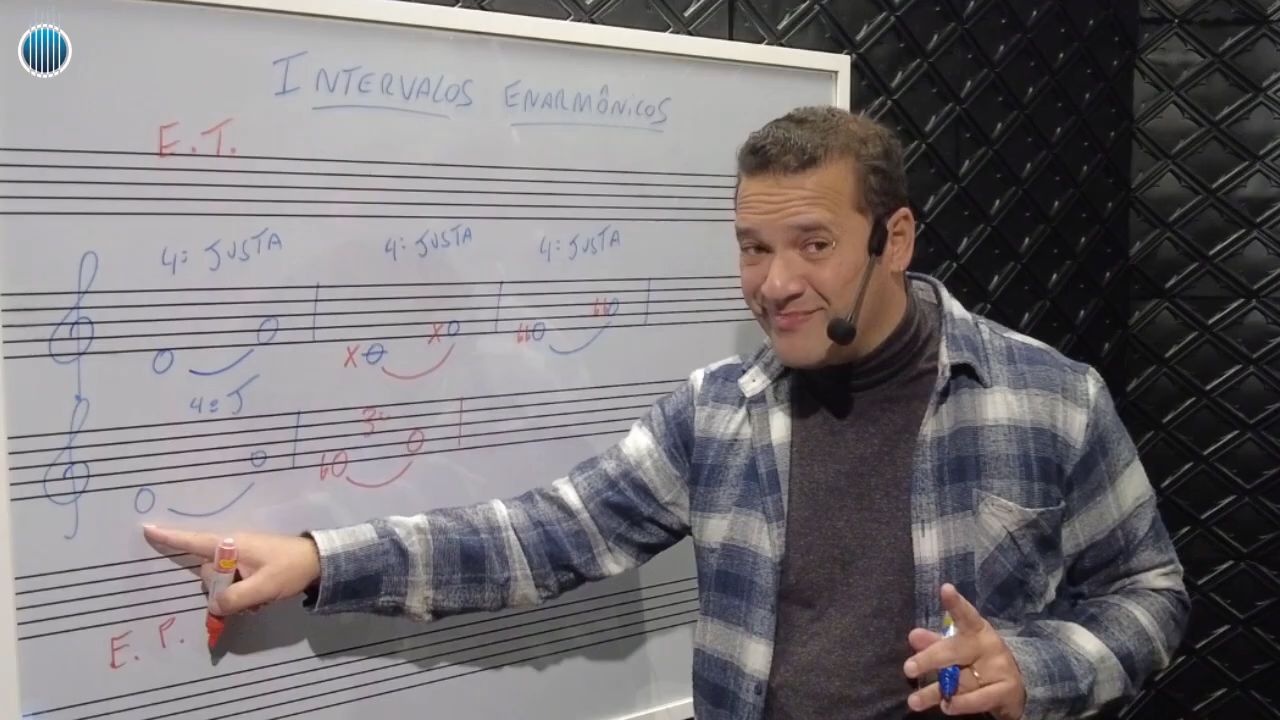 INTERVALOS ENARMÔNICOS
E.T.
4ª JUSTA 4ª JUSTA 4ª JUSTA
4ª J
3ª
E. P.